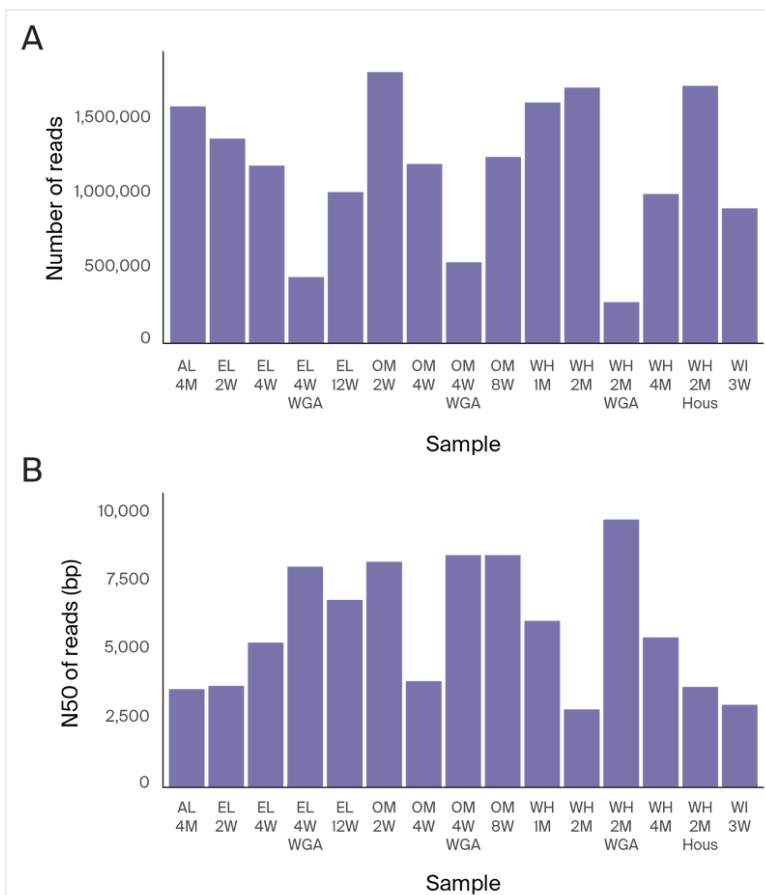 A
Number of reads
1,500,000
1,000,000
500,000
0
AL EL EL EL EL OM OM OM OM WH WH WH WH WH WI
4M 2W 4W 4W 12W 2W 4W 4W 8W 1M 2M 2M 4M 2M 3W
WGA WGA WGA Hous
Sample
B
N50 of reads (bp)
10,000
7,500
5,000
2,500
0
AL EL EL EL EL OM OM OM OM WH WH WH WH WH WI
4M 2W 4W 4W 12W 2W 4W 4W 8W 1M 2M 2M 4M 2M 3W
WGA WGA WGA Hous
Sample